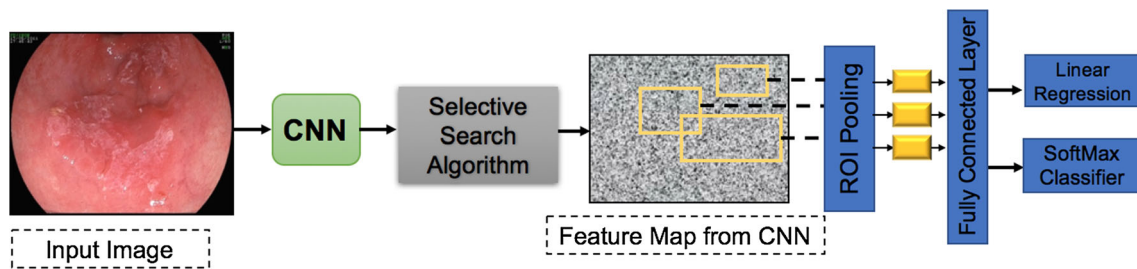 CNN
Selective
Search
Algorithm
ROI Pooling
Fully Connected Layer
Linear
Regression
SoftMax
Classifier
Input Image
Feature Map from CNN